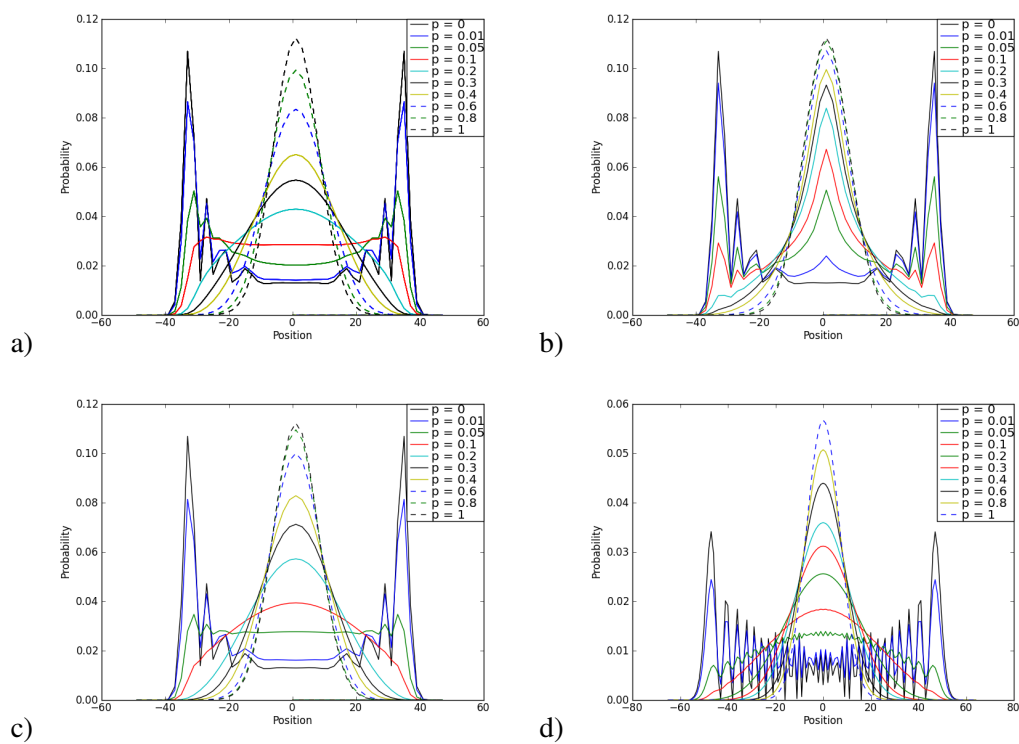 0.12
0.10
0.08
0.06
0.04
0.02
0.00
Probability
−60 −40 −20 0 20 40 60
Position
p = 0
p = 0.01
p = 0.05
p = 0.1
p = 0.2
p = 0.3
p = 0.4
p = 0.6
p = 0.8
p = 1
a)
0.12
0.10
0.08
0.06
0.04
0.02
0.00
Probability
−60 −40 −20 0 20 40 60
Position
p = 0
p = 0.01
p = 0.05
p = 0.1
p = 0.2
p = 0.3
p = 0.4
p = 0.6
p = 0.8
p = 1
b)
0.12
0.10
0.08
0.06
0.04
0.02
0.00
Probability
−60 −40 −20 0 20 40 60
Position
p = 0
p = 0.01
p = 0.05
p = 0.1
p = 0.2
p = 0.3
p = 0.4
p = 0.6
p = 0.8
p = 1
c)
0.06
0.05
0.04
0.03
0.02
0.01
0.00
Probability
−80 −60 −40 −20 0 20 40 60 80
Position
p = 0
p = 0.01
p = 0.05
p = 0.1
p = 0.2
p = 0.3
p = 0.4
p = 0.6
p = 0.8
p = 1
d)